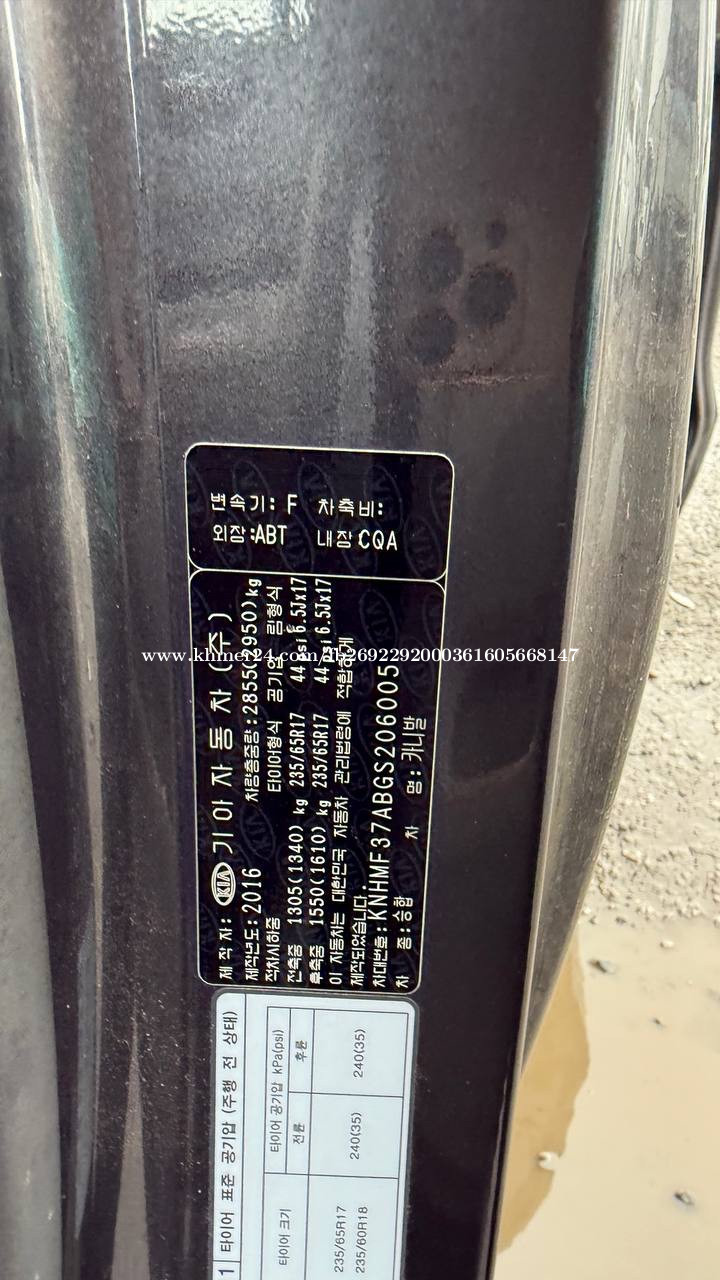 변속기: F 차축비:
외장:ABT 내장:CQA
제작자: KIA 기아자동차(주)
제작년도:2016 차량총중량:2855( 950)kg
적차시하중 타이어형식 공기압 림형식
전축중 1305(1340) kg 235/65R17 44 psi 6.5Jx17
후축중 1550(1610) kg 235/65R17 44 psi 6.5Jx17
이 자동차는 대한민국 자동차 관리법령에 적합하게
제작되었습니다.
차대번호:KNHMF37ABGS206005
차 종:승합 차 명:카니발
www.khmer24.com/fb2692292000361605668147
1 타이어 표준 공기압 (주행 전 상태)
타이어 크기 타이어 공기압 kPa(psi)
전륜 후륜
235/65R17 240(35) 240(35)
235/60R18